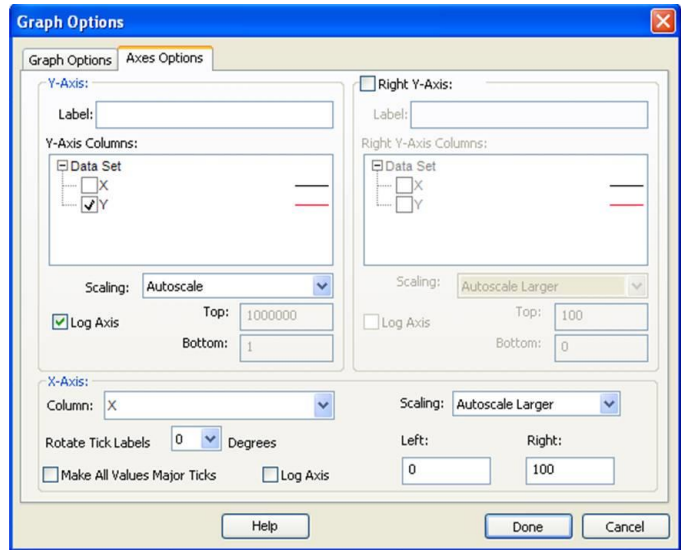 Graph Options
Graph Options Axes Options
Y-Axis:
Label:
Y-Axis Columns:
Data Set
X
Y
Scaling: Autoscale
Log Axis
Top: 1000000
Bottom: 1
Right Y-Axis:
Label:
Right Y-Axis Columns:
Data Set
X
Y
Scaling: Autoscale Larger
Log Axis
Top: 100
Bottom: 0
X-Axis:
Column: X
Scaling: Autoscale Larger
Rotate Tick Labels 0 Degrees
Left: Right:
0 100
Make All Values Major Ticks Log Axis
Help Done Cancel